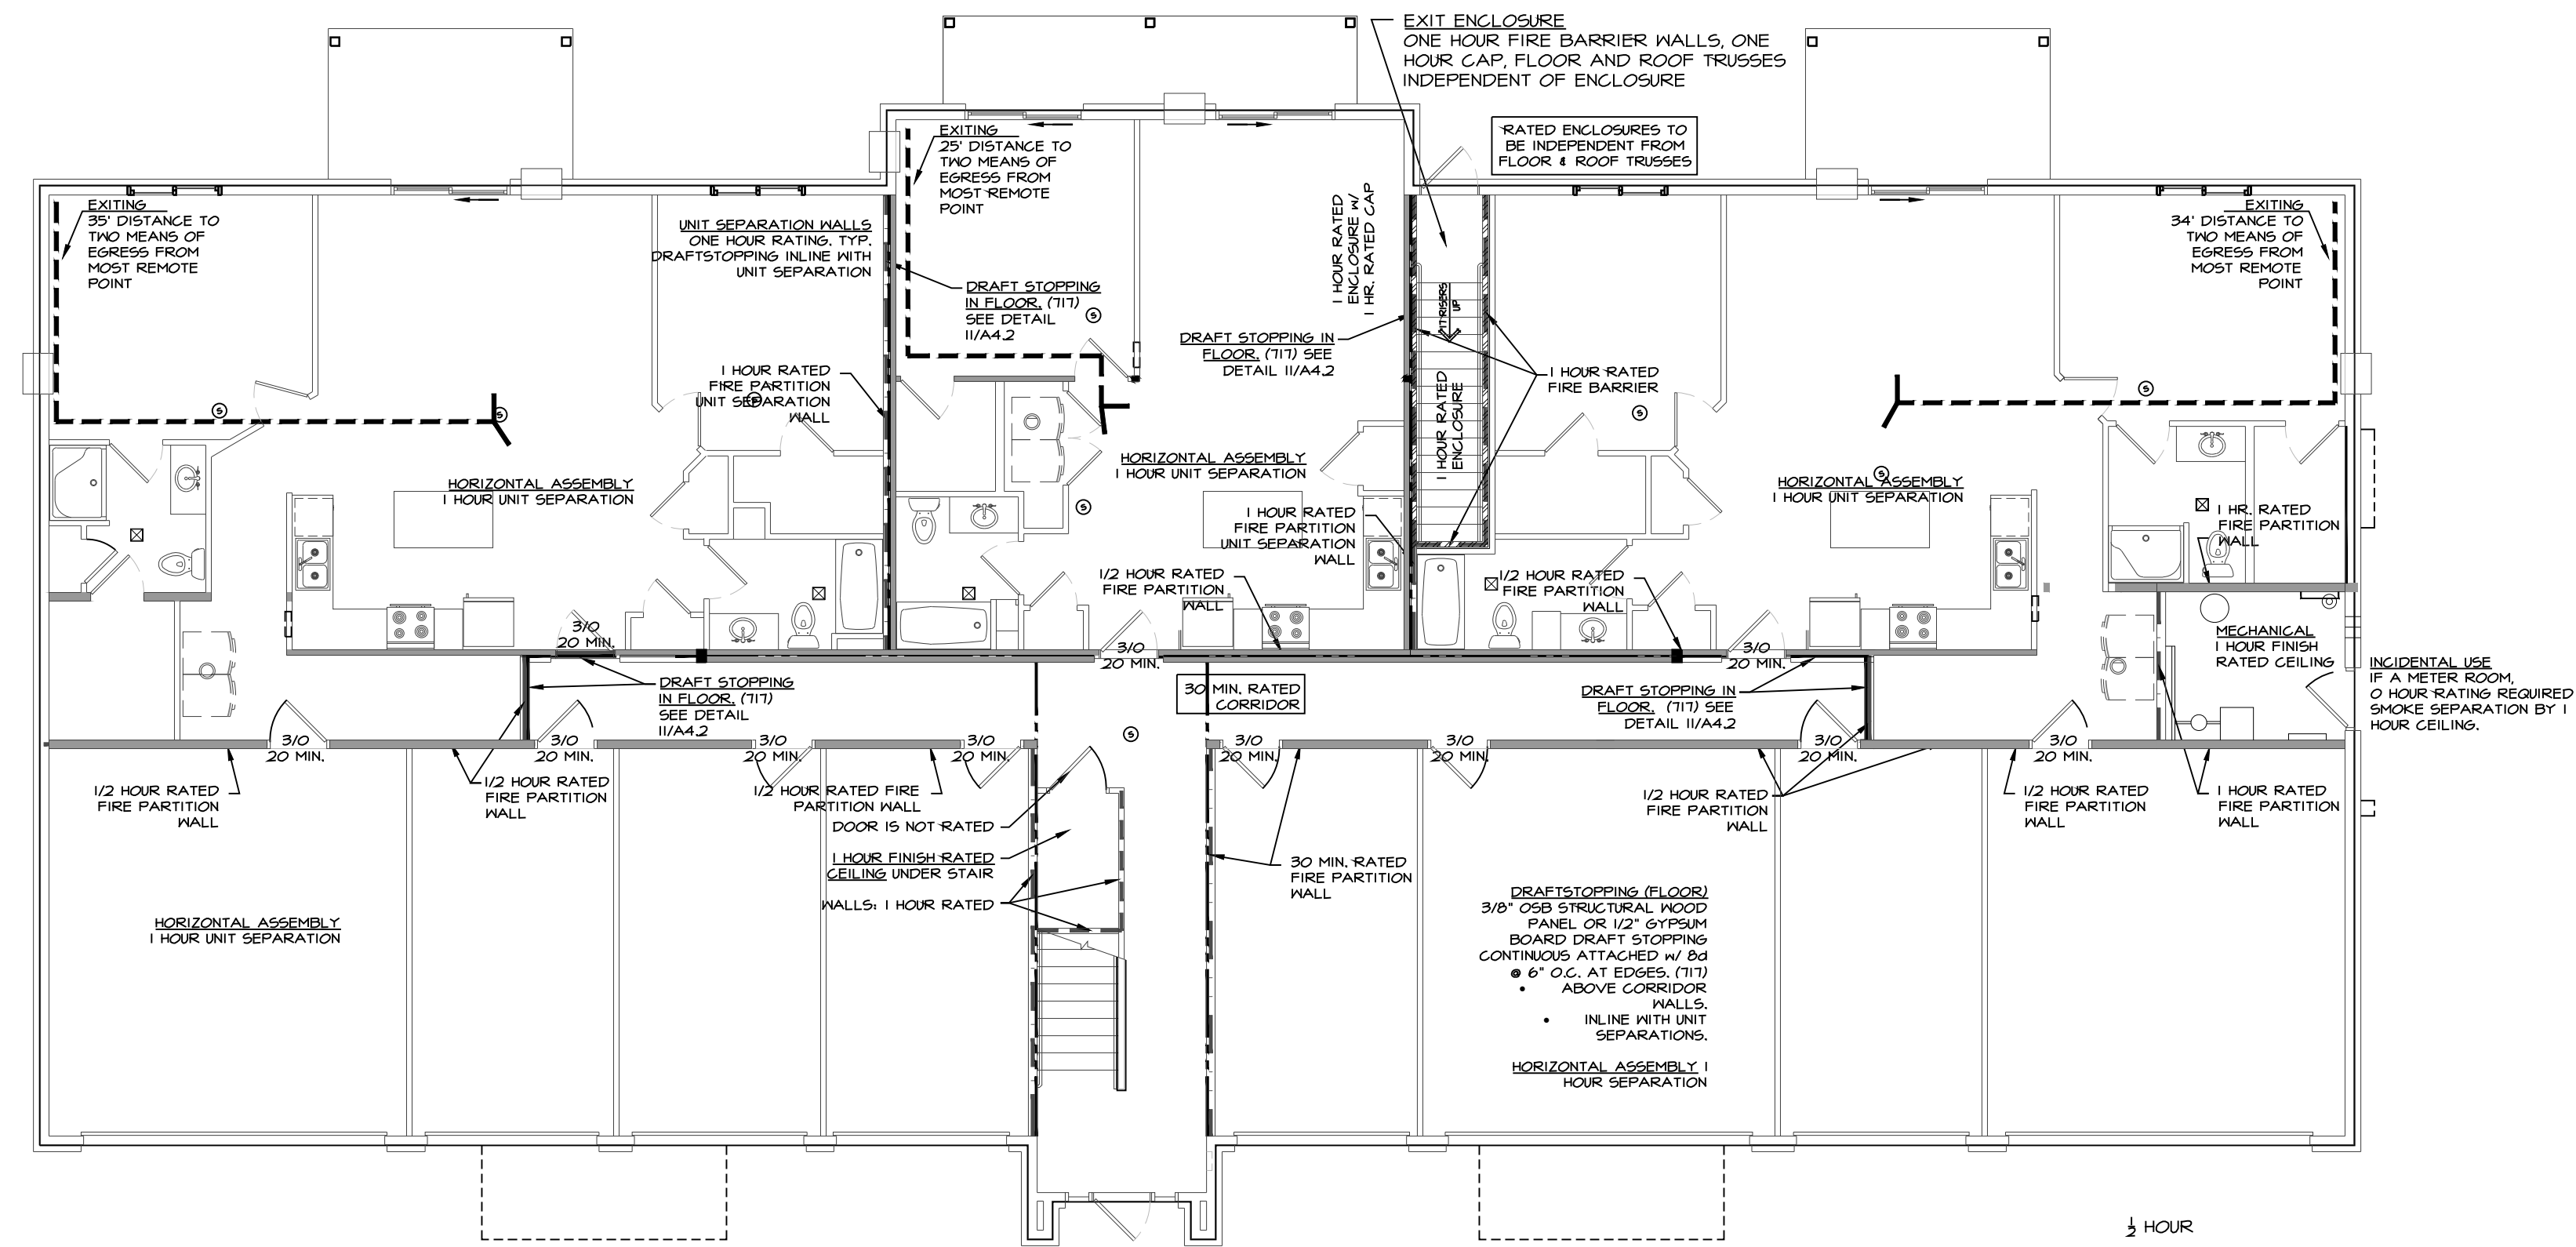 EXIT ENCLOSURE
ONE HOUR FIRE BARRIER WALLS, ONE
HOUR CAP, FLOOR AND ROOF TRUSSES
INDEPENDENT OF ENCLOSURE
RATED ENCLOSURES TO
BE INDEPENDENT FROM
FLOOR & ROOF TRUSSES
EXITING
35' DISTANCE TO
TWO MEANS OF
EGRESS FROM
MOST REMOTE
POINT
UNIT SEPARATION WALLS
ONE HOUR RATING. TYP.
DRAFTSTOPPING INLINE WITH
UNIT SEPARATION
EXITING
25' DISTANCE TO
TWO MEANS OF
EGRESS FROM
MOST REMOTE
POINT
DRAFT STOPPING
IN FLOOR. (717)
SEE DETAIL
11/A4.2
S
1 HOUR RATED
ENCLOSURE W/
1 HR. RATED CAP
DRAFT STOPPING IN
FLOOR. (717) SEE
DETAIL 11/A4.2
17 RISERS
UP
1 HOUR RATED
ENCLOSURE
1 HOUR RATED
FIRE BARRIER
S
EXITING
34' DISTANCE TO
TWO MEANS OF
EGRESS FROM
MOST REMOTE
POINT
S
1 HOUR RATED
FIRE PARTITION
UNIT SEPARATION
WALL
S
S
S
HORIZONTAL ASSEMBLY
1 HOUR UNIT SEPARATION
HORIZONTAL ASSEMBLY
1 HOUR UNIT SEPARATION
S
HORIZONTAL ASSEMBLY
1 HOUR UNIT SEPARATION
S
1 HOUR RATED
FIRE PARTITION
UNIT SEPARATION
WALL
1 HR. RATED
FIRE PARTITION
WALL
1/2 HOUR RATED
FIRE PARTITION
WALL
1/2 HOUR RATED
FIRE PARTITION
WALL
3/0
20 MIN.
3/0
20 MIN.
3/0
20 MIN.
MECHANICAL
1 HOUR FINISH
RATED CEILING
INCIDENTAL USE
IF A METER ROOM,
0 HOUR RATING REQUIRED
SMOKE SEPARATION BY 1
HOUR CEILING.
DRAFT STOPPING
IN FLOOR. (717)
SEE DETAIL
11/A4.2
30 MIN. RATED
CORRIDOR
S
DRAFT STOPPING IN
FLOOR. (717) SEE
DETAIL 11/A4.2
3/0
20 MIN.
3/0
20 MIN.
3/0
20 MIN.
3/0
20 MIN.
3/0
20 MIN.
3/0
20 MIN.
3/0
20 MIN.
3/0
20 MIN.
1/2 HOUR RATED
FIRE PARTITION
WALL
1/2 HOUR RATED
FIRE PARTITION
WALL
1/2 HOUR RATED FIRE
PARTITION WALL
DOOR IS NOT RATED
1 HOUR FINISH RATED
CEILING UNDER STAIR
WALLS: 1 HOUR RATED
30 MIN. RATED
FIRE PARTITION
WALL
1/2 HOUR RATED
FIRE PARTITION
WALL
1/2 HOUR RATED
FIRE PARTITION
WALL
1 HOUR RATED
FIRE PARTITION
WALL
HORIZONTAL ASSEMBLY
1 HOUR UNIT SEPARATION
DRAFTSTOPPING (FLOOR)
3/8" OSB STRUCTURAL WOOD
PANEL OR 1/2" GYPSUM
BOARD DRAFT STOPPING
CONTINUOUS ATTACHED w/ 8d
@ 6" O.C. AT EDGES. (717)
• ABOVE CORRIDOR
WALLS.
• INLINE WITH UNIT
SEPARATIONS.
HORIZONTAL ASSEMBLY 1
HOUR SEPARATION
½ HOUR